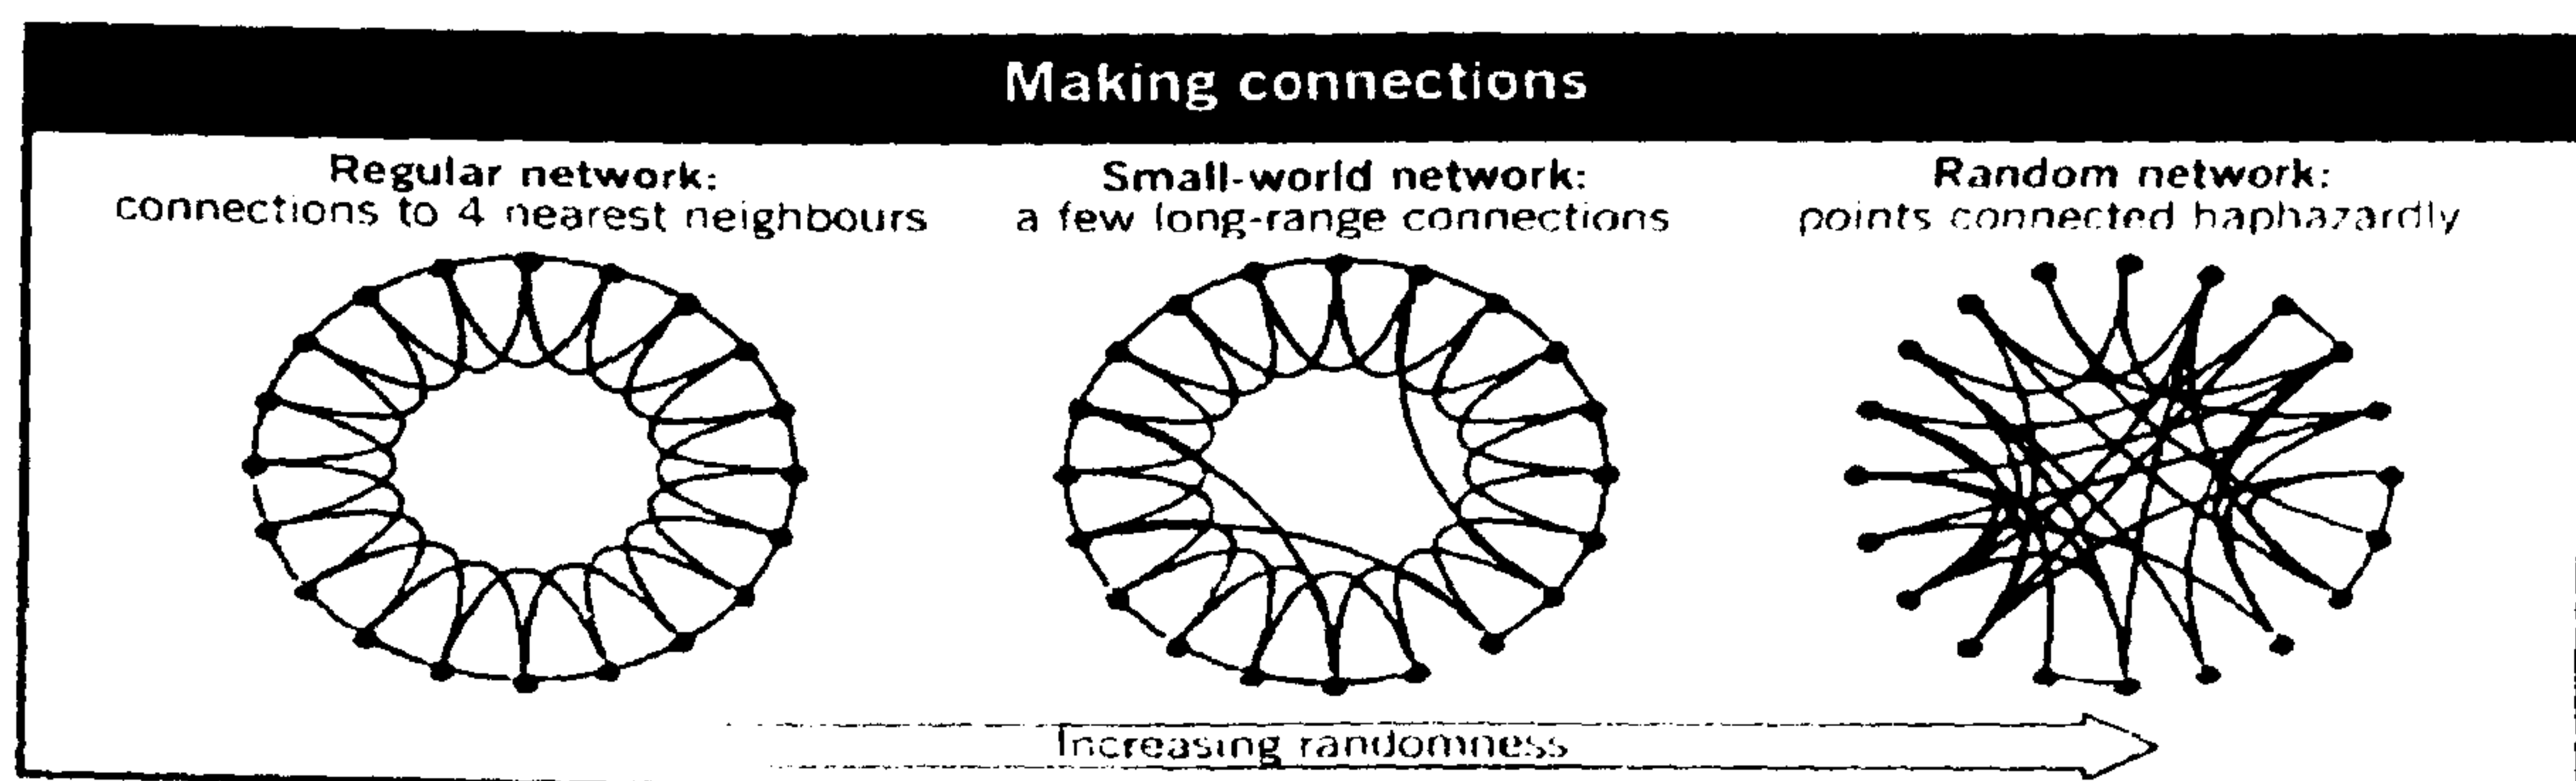 Making connections
Regular network:
connections to 4 nearest neighbours
Small-world network:
a few long-range connections
Random network:
points connected haphazardly
Increasing randomness